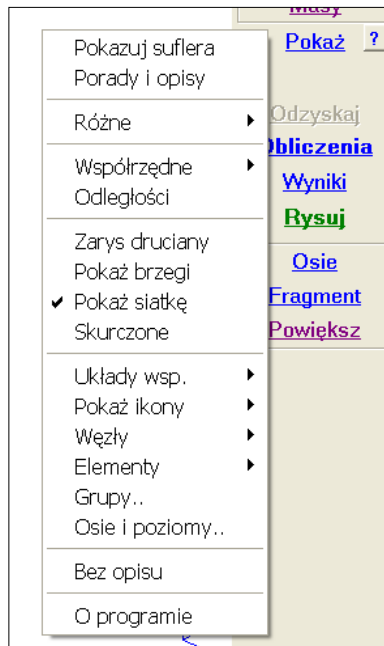 Pokazuj suflera
Porady i opisy
Różne
Współrzędne
Odległości
Zarys druciany
Pokaż brzegi
Pokaż siatkę
Skurczone
Układy wsp.
Pokaż ikony
Węzły
Elementy
Grupy..
Osie i poziomy..
Bez opisu
O programie
Masy
Pokaż ?
Odzyskaj
Obliczenia
Wyniki
Rysuj
Osie
Fragment
Powiększ